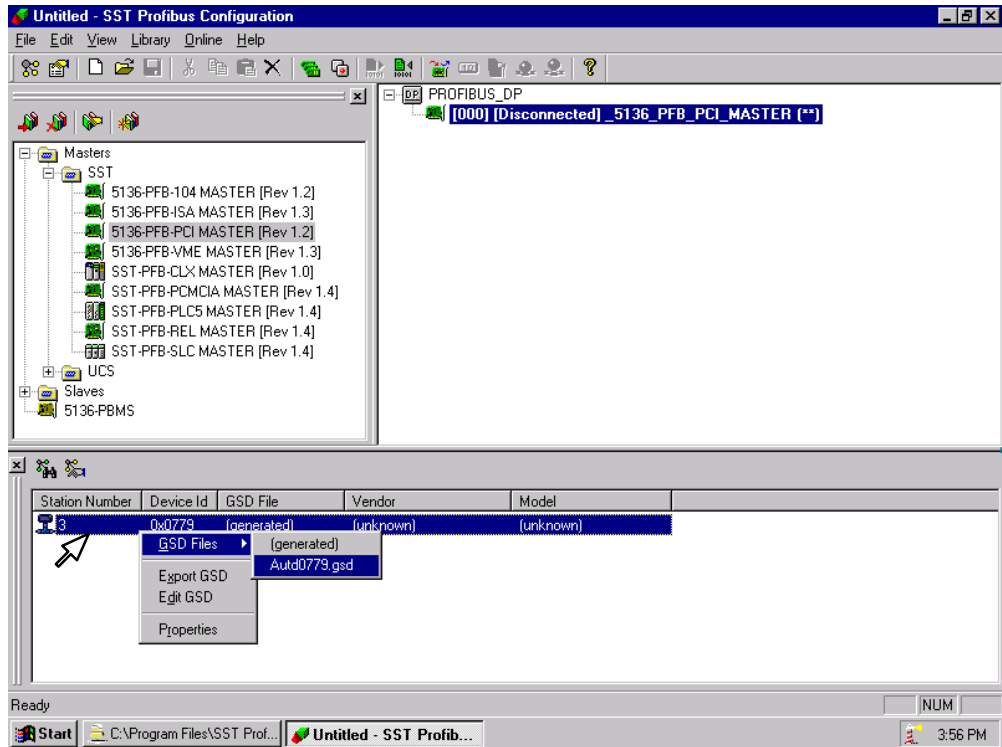 Untitled - SST Profibus Configuration
File Edit View Library Online Help
PROFIBUS_DP
[000] [Disconnected] _5136_PFB_PCI_MASTER (**)
Masters
SST
5136-PFB-104 MASTER [Rev 1.2]
5136-PFB-ISA MASTER [Rev 1.3]
5136-PFB-PCI MASTER [Rev 1.2]
5136-PFB-VME MASTER [Rev 1.3]
SST-PFB-CLX MASTER [Rev 1.0]
SST-PFB-PCMCIA MASTER [Rev 1.4]
SST-PFB-PLC5 MASTER [Rev 1.4]
SST-PFB-REL MASTER [Rev 1.4]
SST-PFB-SLC MASTER [Rev 1.4]
UCS
Slaves
5136-PBMS
Station Number Device Id GSD File Vendor Model
3 0x0779 (generated) (unknown) (unknown)
GSD Files (generated)
Autd0779.gsd
Export GSD
Edit GSD
Properties
Ready NUM
Start C:\Program Files\SST Prof... Untitled - SST Profib... 3:56 PM